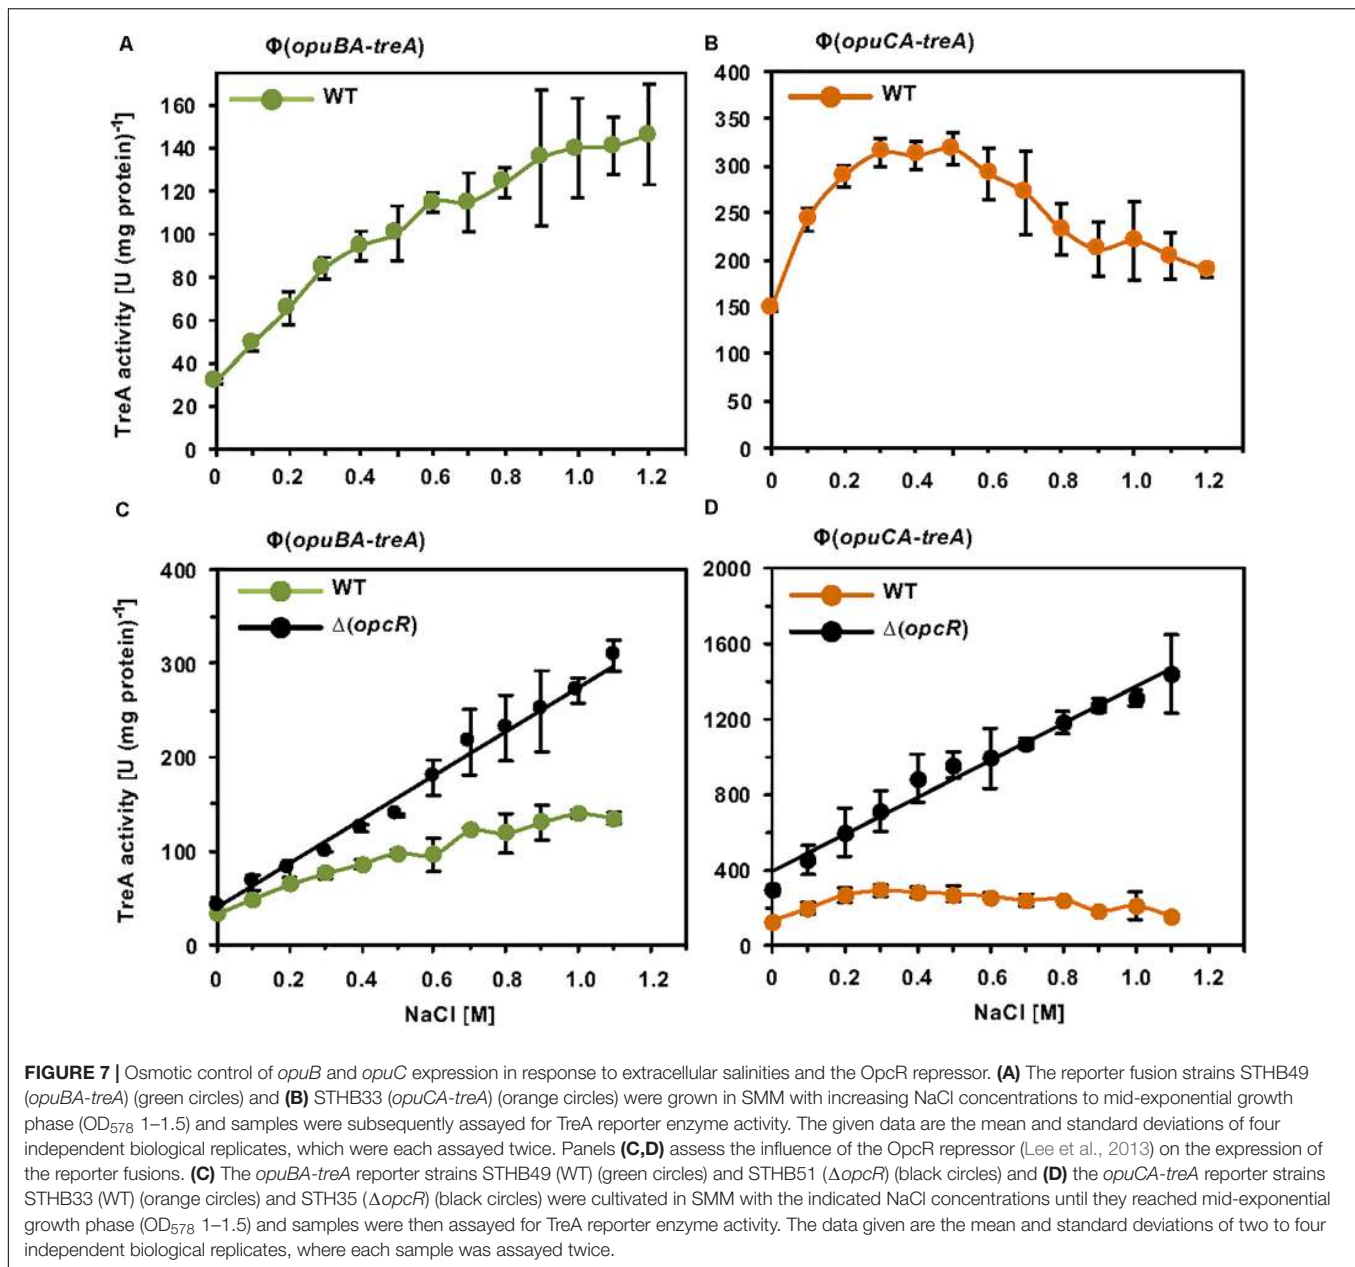 A
Φ(opuBA-treA)
WT
TreA activity [U (mg protein)-1]
160
140
120
100
80
60
40
20
0
0 0.2 0.4 0.6 0.8 1.0 1.2
B
Φ(opuCA-treA)
WT
400
350
300
250
200
150
100
50
0
0 0.2 0.4 0.6 0.8 1.0 1.2
C
Φ(opuBA-treA)
WT
Δ(opcR)
TreA activity [U (mg protein)-1]
400
300
200
100
0
0 0.2 0.4 0.6 0.8 1.0 1.2
NaCl [M]
D
Φ(opuCA-treA)
WT
Δ(opcR)
2000
1600
1200
800
400
0
0 0.2 0.4 0.6 0.8 1.0 1.2
NaCl [M]
FIGURE 7 | Osmotic control of opuB and opuC expression in response to extracellular salinities and the OpcR repressor. (A) The reporter fusion strains STHB49
(opuBA-treA) (green circles) and (B) STHB33 (opuCA-treA) (orange circles) were grown in SMM with increasing NaCl concentrations to mid-exponential growth
phase (OD578 1–1.5) and samples were subsequently assayed for TreA reporter enzyme activity. The given data are the mean and standard deviations of four
independent biological replicates, which were each assayed twice. Panels (C,D) assess the influence of the OpcR repressor (Lee et al., 2013) on the expression of
the reporter fusions. (C) The opuBA-treA reporter strains STHB49 (WT) (green circles) and STHB51 (ΔopcR) (black circles) and (D) the opuCA-treA reporter strains
STHB33 (WT) (orange circles) and STH35 (ΔopcR) (black circles) were cultivated in SMM with the indicated NaCl concentrations until they reached mid-exponential
growth phase (OD578 1–1.5) and samples were then assayed for TreA reporter enzyme activity. The data given are the mean and standard deviations of two to four
independent biological replicates, where each sample was assayed twice.